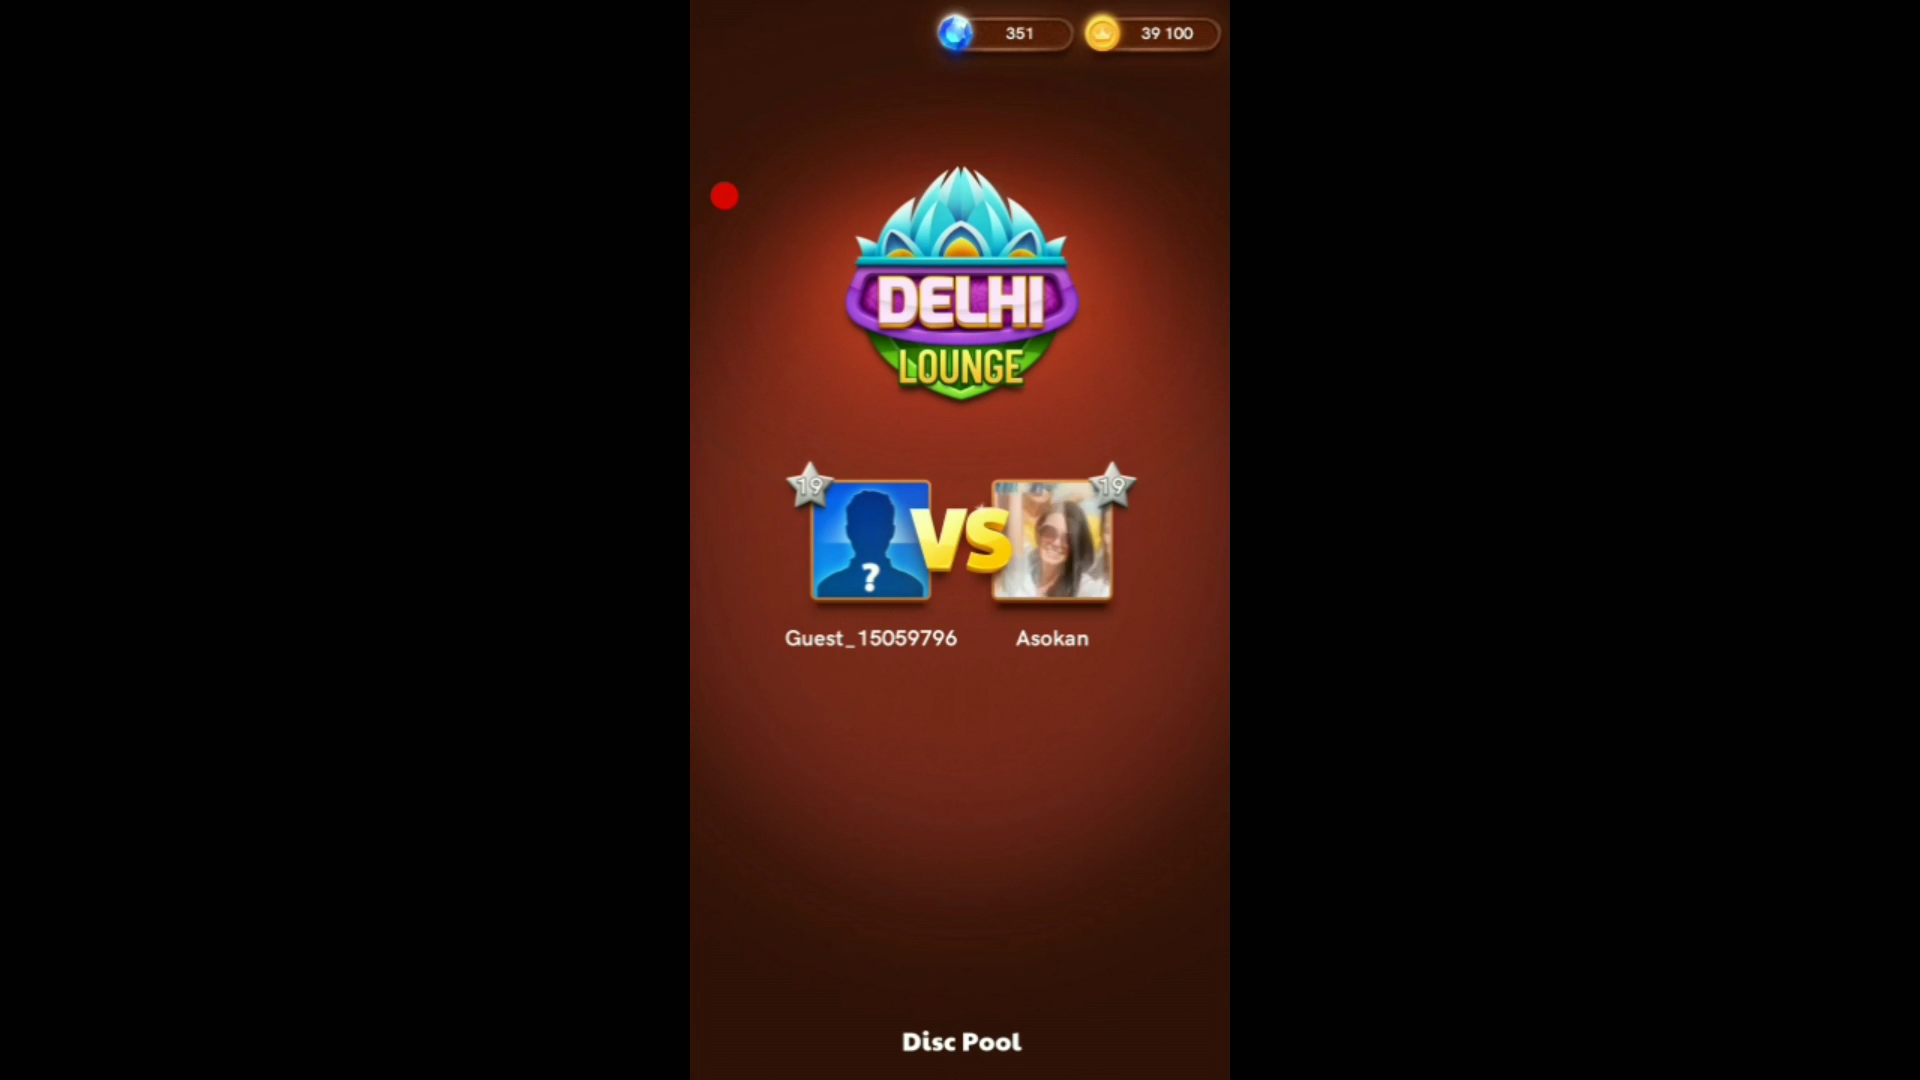 351
39 100
DELHI
LOUNGE
19
19
?
VS
Guest_15059796
Asokan
Disc Pool